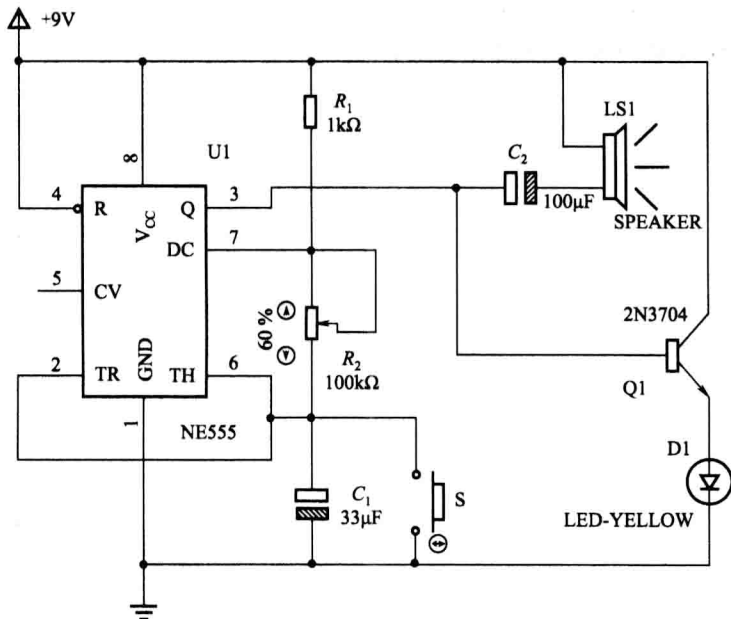 +9V
R₁
1kΩ
LS1
8
U1
C₂
4
3
R
Q
100μF
V_CC
SPEAKER
7
DC
5
CV
60 %
2N3704
2
GND
6
R₂
TR
TH
100kΩ
Q1
1
NE555
D1
C₁
S
33μF
LED-YELLOW